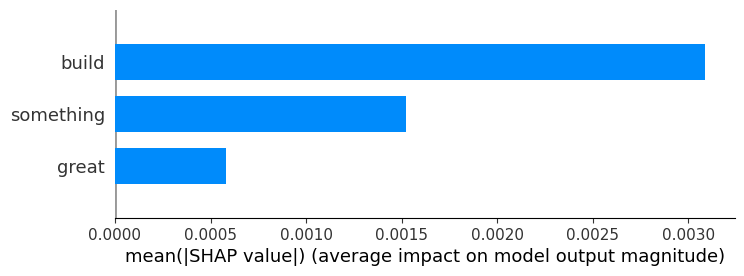 build
something
great
0.0000 0.0005 0.0010 0.0015 0.0020 0.0025 0.0030
mean(|SHAP value|) (average impact on model output magnitude)